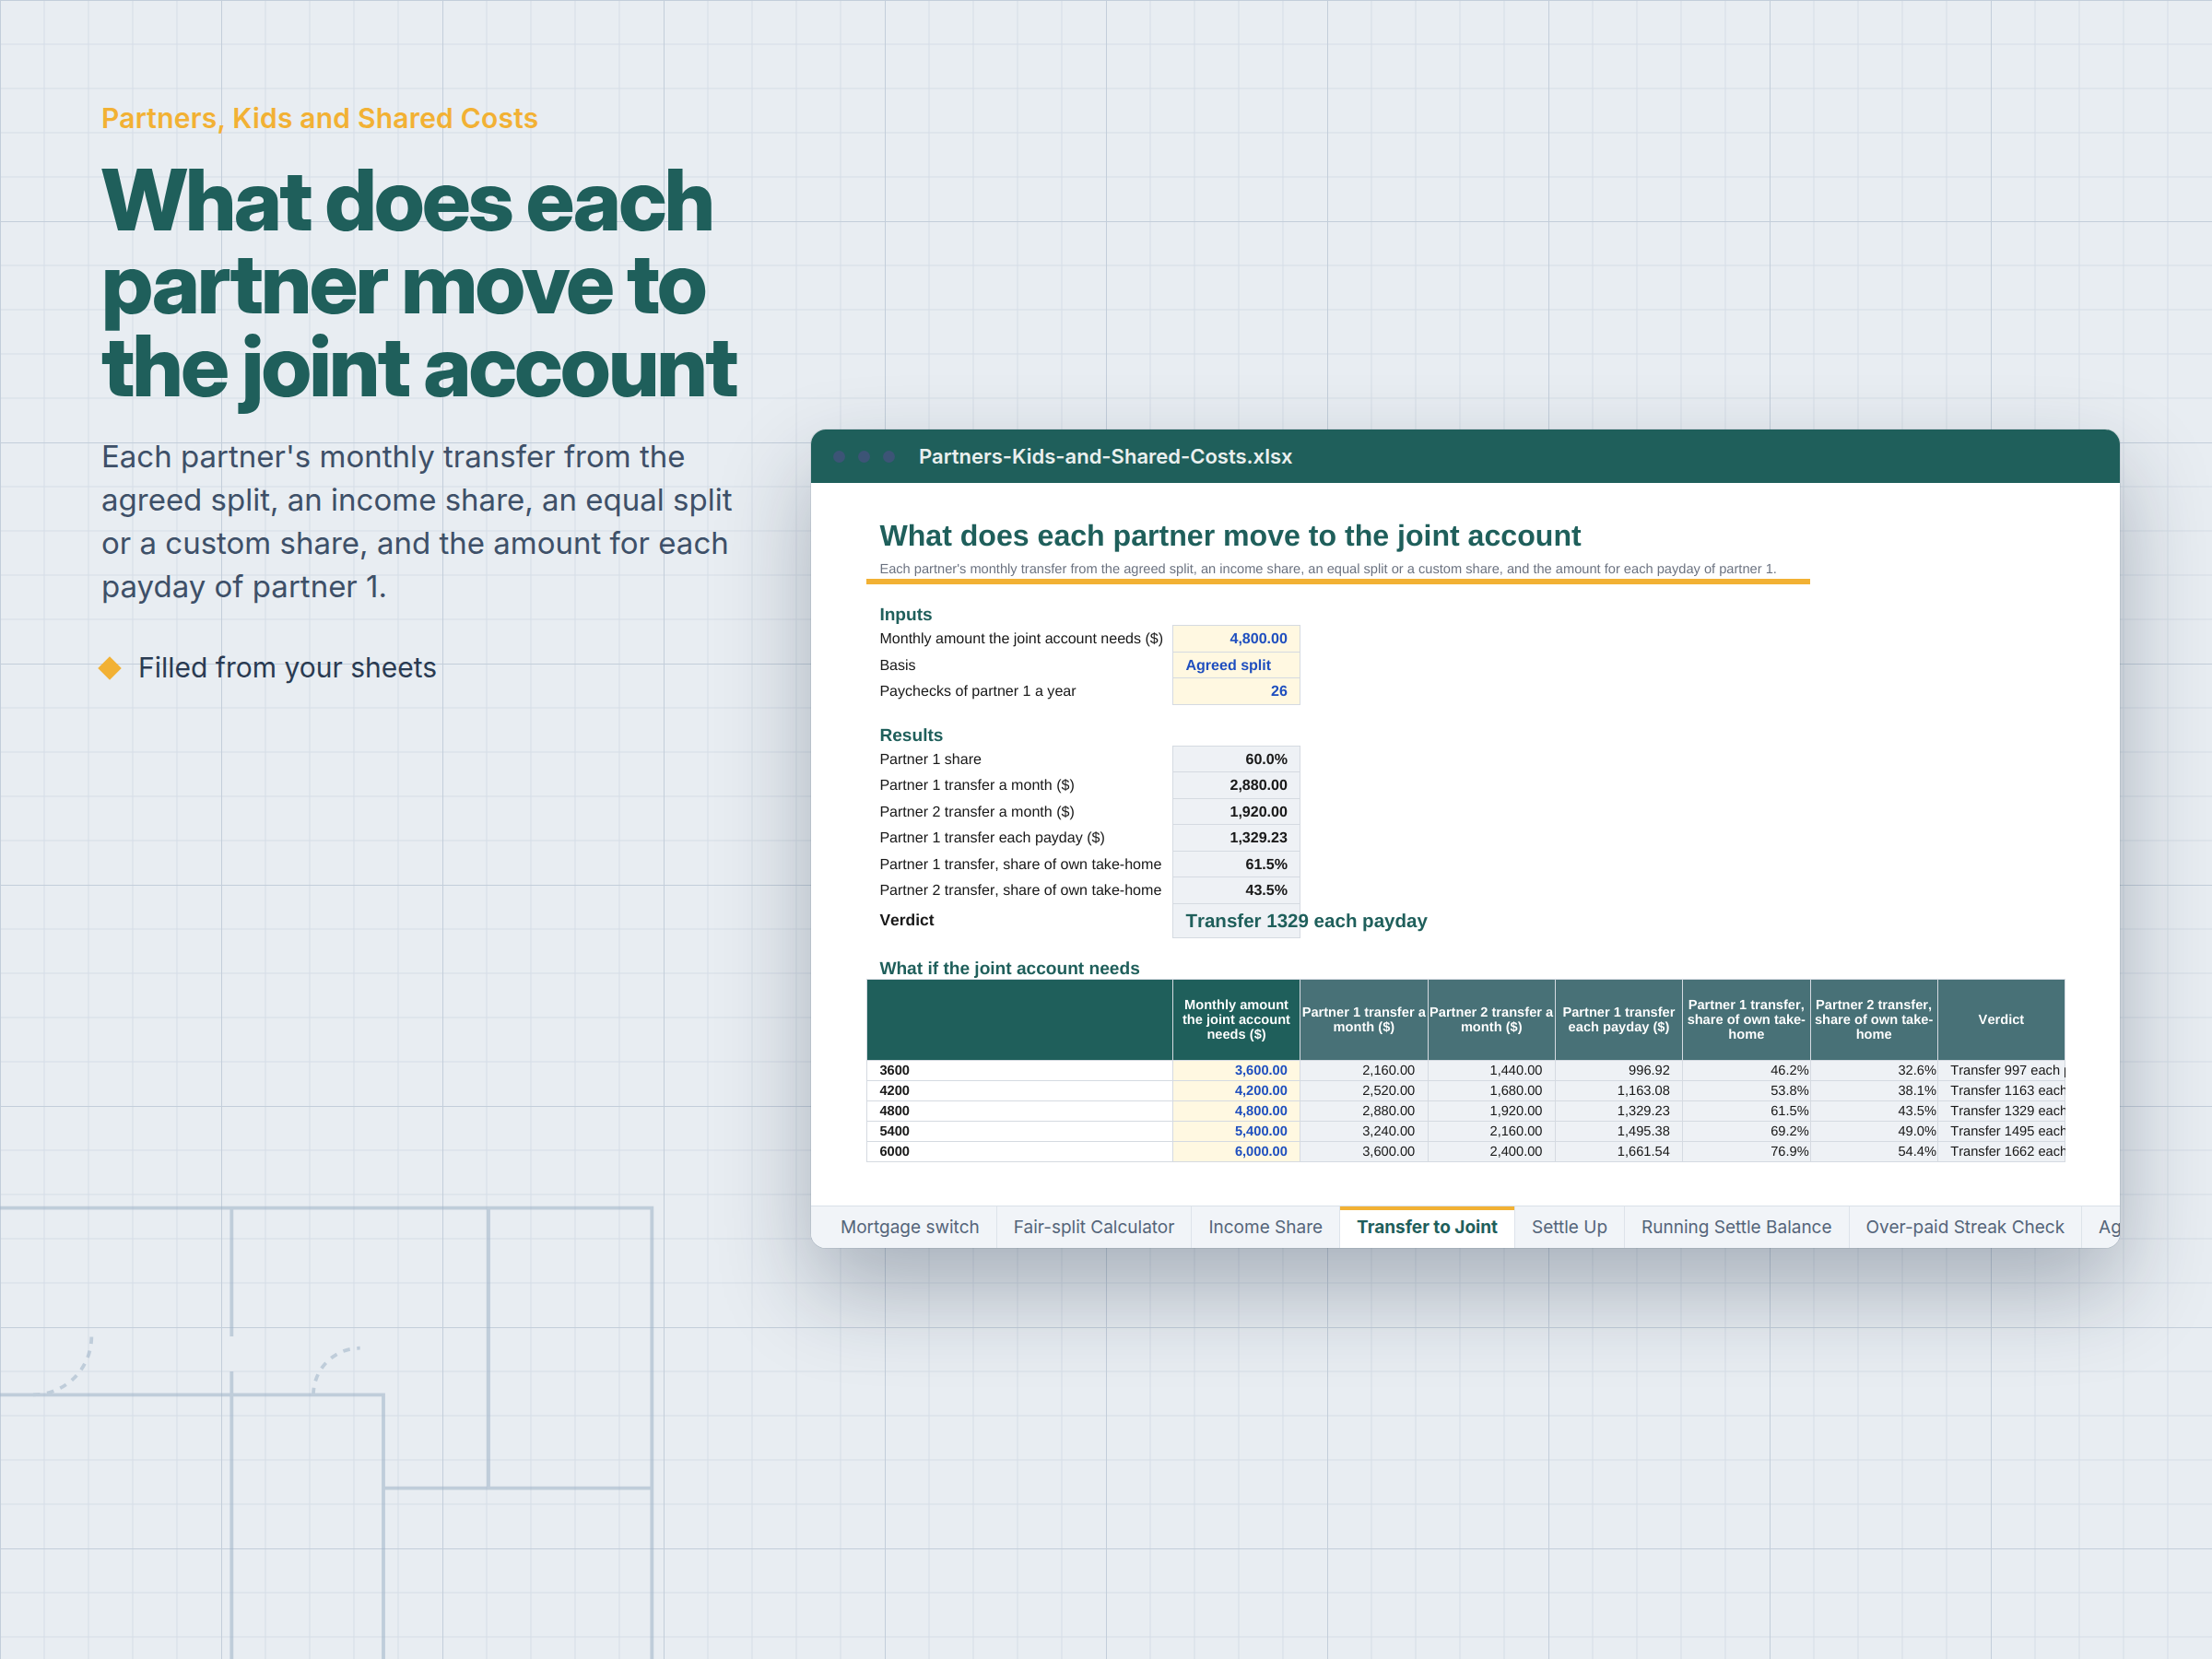 Partners, Kids and Shared Costs
What does each
partner move to
the joint account
Each partner's monthly transfer from the
agreed split, an income share, an equal split
or a custom share, and the amount for each
payday of partner 1.
Filled from your sheets
Partners-Kids-and-Shared-Costs.xlsx
What does each partner move to the joint account
Each partner's monthly transfer from the agreed split, an income share, an equal split or a custom share, and the amount for each payday of partner 1.
Inputs
Monthly amount the joint account needs ($) 4,800.00
Basis Agreed split
Paychecks of partner 1 a year 26
Results
Partner 1 share 60.0%
Partner 1 transfer a month ($) 2,880.00
Partner 2 transfer a month ($) 1,920.00
Partner 1 transfer each payday ($) 1,329.23
Partner 1 transfer, share of own take-home 61.5%
Partner 2 transfer, share of own take-home 43.5%
Verdict Transfer 1329 each payday
What if the joint account needs
Monthly amount
the joint account
needs ($)
Partner 1 transfer a
month ($)
Partner 2 transfer a
month ($)
Partner 1 transfer
each payday ($)
Partner 1 transfer,
share of own take-
home
Partner 2 transfer,
share of own take-
home
Verdict
3600 3,600.00 2,160.00 1,440.00 996.92 46.2% 32.6% Transfer 997 each
4200 4,200.00 2,520.00 1,680.00 1,163.08 53.8% 38.1% Transfer 1163 each
4800 4,800.00 2,880.00 1,920.00 1,329.23 61.5% 43.5% Transfer 1329 each
5400 5,400.00 3,240.00 2,160.00 1,495.38 69.2% 49.0% Transfer 1495 each
6000 6,000.00 3,600.00 2,400.00 1,661.54 76.9% 54.4% Transfer 1662 each
Mortgage switch Fair-split Calculator Income Share Transfer to Joint Settle Up Running Settle Balance Over-paid Streak Check Ag